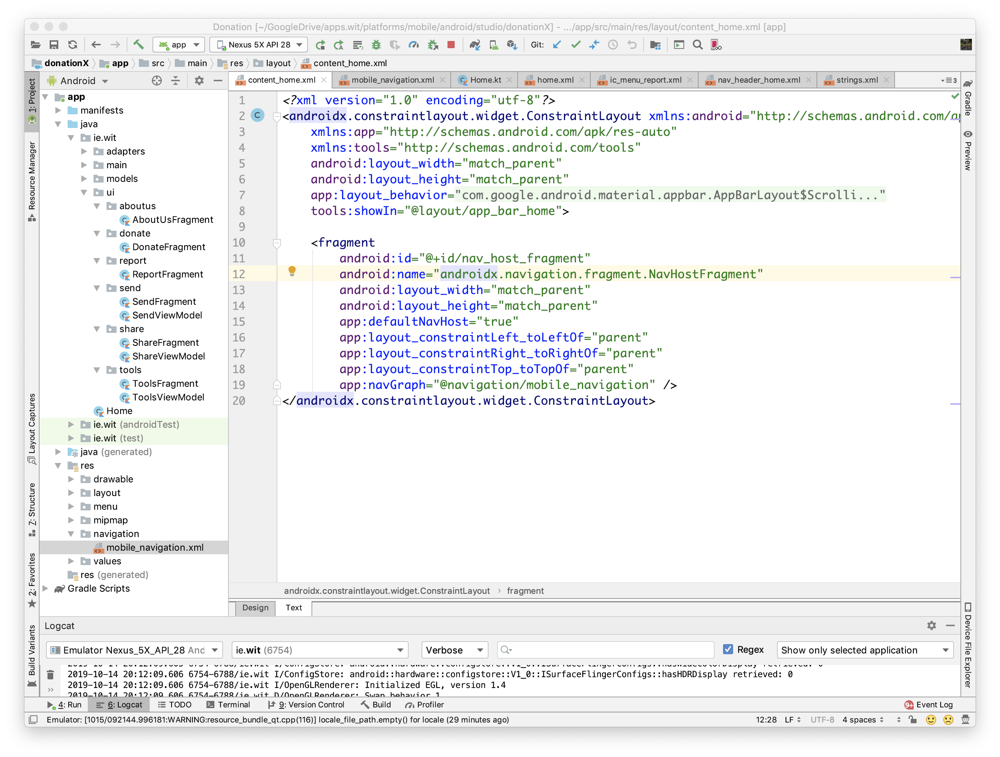 Donation [~/GoogleDrive/apps.wit/platforms/mobile/android/studio/donationX] - .../app/src/main/res/layout/content_home.xml [app]
app
Nexus 5X API 28
Git:
donationX
app
src
main
res
layout
content_home.xml
Android
content_home.xml
mobile_navigation.xml
Home.kt
home.xml
ic_menu_report.xml
nav_header_home.xml
strings.xml
3
1: Project
Resource Manager
Layout Captures
7: Structure
2: Favorites
Build Variants
app
manifests
java
ie.wit
adapters
main
models
ui
aboutus
AboutUsFragment
donate
DonateFragment
report
ReportFragment
send
SendFragment
SendViewModel
share
ShareFragment
ShareViewModel
tools
ToolsFragment
ToolsViewModel
Home
ie.wit (androidTest)
ie.wit (test)
java (generated)
res
drawable
layout
menu
mipmap
navigation
mobile_navigation.xml
values
res (generated)
Gradle Scripts
1 <?xml version="1.0" encoding="utf-8"?>
2 <androidx.constraintlayout.widget.ConstraintLayout xmlns:android="http://schemas.android.com/ap
3 xmlns:app="http://schemas.android.com/apk/res-auto"
4 xmlns:tools="http://schemas.android.com/tools"
5 android:layout_width="match_parent"
6 android:layout_height="match_parent"
7 app:layout_behavior="com.google.android.material.appbar.AppBarLayout$Scrolli..."
8 tools:showIn="@layout/app_bar_home">
9
10 <fragment
11 android:id="@+id/nav_host_fragment"
12 android:name="androidx.navigation.fragment.NavHostFragment"
13 android:layout_width="match_parent"
14 android:layout_height="match_parent"
15 app:defaultNavHost="true"
16 app:layout_constraintLeft_toLeftOf="parent"
17 app:layout_constraintRight_toRightOf="parent"
18 app:layout_constraintTop_toTopOf="parent"
19 app:navGraph="@navigation/mobile_navigation" />
20 </androidx.constraintlayout.widget.ConstraintLayout>
androidx.constraintlayout.widget.ConstraintLayout › fragment
Design
Text
Gradle
Preview
Device File Explorer
Logcat
Emulator Nexus_5X_API_28 And
ie.wit (6754)
Verbose
Regex
Show only selected application
2019-10-14 20:12:09.606 6754-6788/ie.wit I/ConfigStore: android::hardware::configstore::V1_0::ISurfaceFlingerConfigs::hasHDRDisplay retrieved: 0
2019-10-14 20:12:09.606 6754-6788/ie.wit I/OpenGLRenderer: Initialized EGL, version 1.4
2019-10-14 20:12:09.606 6754-6788/ie.wit D/OpenGLRenderer: Swap behavior 1
4: Run
6: Logcat
TODO
Terminal
9: Version Control
Build
Profiler
9+ Event Log
Emulator: [1015/092144.996181:WARNING:resource_bundle_qt.cpp(116)] locale_file_path.empty() for locale (29 minutes ago)
12:28
LF
UTF-8
4 spaces